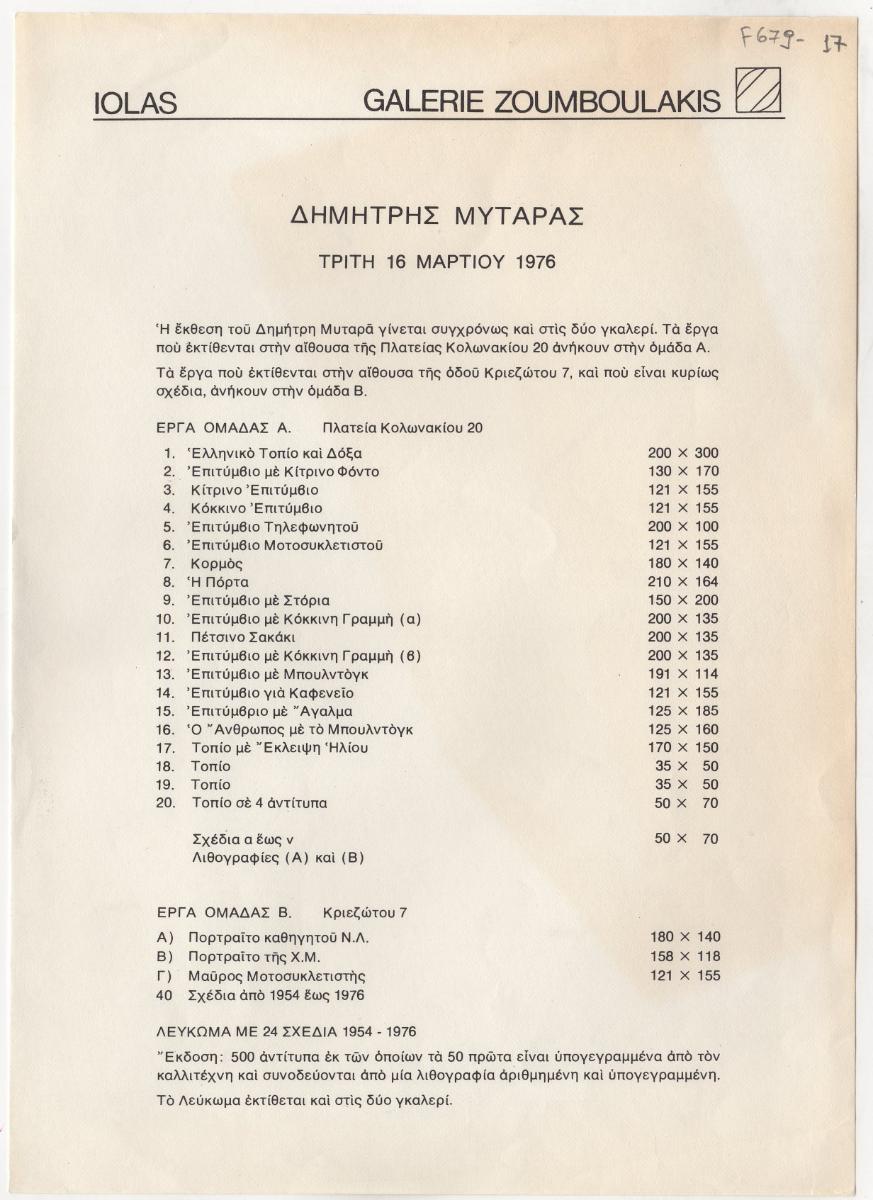 F679- 17
IOLAS GALERIE ZOUMBOULAKIS
ΔΗΜΗΤΡΗΣ ΜΥΤΑΡΑΣ
ΤΡΙΤΗ 16 ΜΑΡΤΙΟΥ 1976
Ἡ ἔκθεση τοῦ Δημήτρη Μυταρᾶ γίνεται συγχρόνως καὶ στὶς δύο γκαλερί. Τὰ ἔργα
ποὺ ἐκτίθενται στὴν αἴθουσα τῆς Πλατείας Κολωνακίου 20 ἀνήκουν στὴν ὁμάδα Α.
Τὰ ἔργα ποὺ ἐκτίθενται στὴν αἴθουσα τῆς ὁδοῦ Κριεζώτου 7, καὶ ποὺ εἶναι κυρίως
σχέδια, ἀνήκουν στὴν ὁμάδα Β.
ΕΡΓΑ ΟΜΑΔΑΣ Α. Πλατεία Κολωνακίου 20
1. Ἑλληνικὸ Τοπίο καὶ Δόξα 200 × 300
2. Ἐπιτύμβιο μὲ Κίτρινο Φόντο 130 × 170
3. Κίτρινο Ἐπιτύμβιο 121 × 155
4. Κόκκινο Ἐπιτύμβιο 121 × 155
5. Ἐπιτύμβιο Τηλεφωνητοῦ 200 × 100
6. Ἐπιτύμβιο Μοτοσυκλετιστοῦ 121 × 155
7. Κορμὸς 180 × 140
8. Ἡ Πόρτα 210 × 164
9. Ἐπιτύμβιο μὲ Στόρια 150 × 200
10. Ἐπιτύμβιο μὲ Κόκκινη Γραμμὴ (α) 200 × 135
11. Πέτσινο Σακάκι 200 × 135
12. Ἐπιτύμβιο μὲ Κόκκινη Γραμμὴ (β) 200 × 135
13. Ἐπιτύμβιο μὲ Μπουλντὸγκ 191 × 114
14. Ἐπιτύμβιο γιὰ Καφενεῖο 121 × 155
15. Ἐπιτύμβριο μὲ Ἄγαλμα 125 × 185
16. Ὁ Ἄνθρωπος μὲ τὸ Μπουλντὸγκ 125 × 160
17. Τοπίο μὲ Ἔκλειψη Ἡλίου 170 × 150
18. Τοπίο 35 × 50
19. Τοπίο 35 × 50
20. Τοπίο σὲ 4 ἀντίτυπα 50 × 70
Σχέδια α ἕως ν 50 × 70
Λιθογραφίες (Α) καὶ (Β)
ΕΡΓΑ ΟΜΑΔΑΣ Β. Κριεζώτου 7
Α) Πορτραῖτο καθηγητοῦ Ν.Λ. 180 × 140
Β) Πορτραῖτο τῆς Χ.Μ. 158 × 118
Γ) Μαῦρος Μοτοσυκλετιστὴς 121 × 155
40 Σχέδια ἀπὸ 1954 ἕως 1976
ΛΕΥΚΩΜΑ ΜΕ 24 ΣΧΕΔΙΑ 1954 - 1976
Ἔκδοση: 500 ἀντίτυπα ἐκ τῶν ὁποίων τὰ 50 πρῶτα εἶναι ὑπογεγραμμένα ἀπὸ τὸν
καλλιτέχνη καὶ συνοδεύονται ἀπὸ μία λιθογραφία ἀριθμημένη καὶ ὑπογεγραμμένη.
Τὸ Λεύκωμα ἐκτίθεται καὶ στὶς δύο γκαλερί.